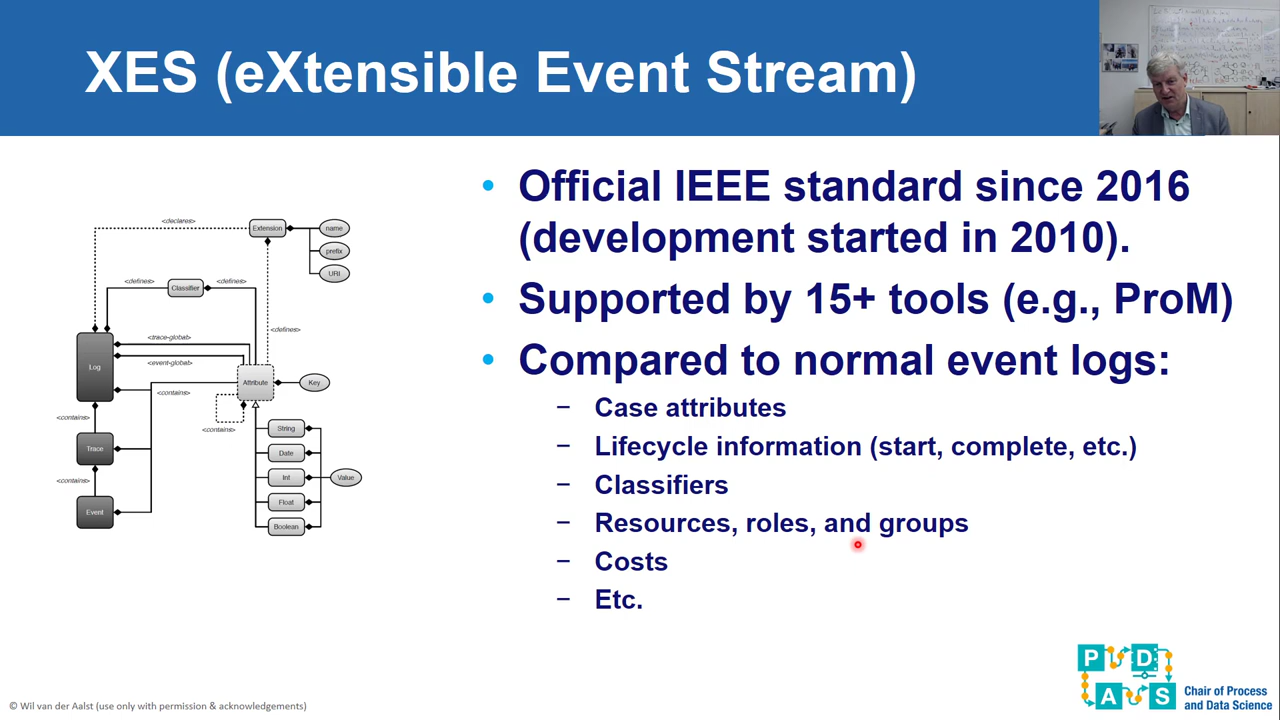 XES (eXtensible Event Stream)
<declares>
Extension
name
prefix
URI
<defines>
Classifier
<defines>
<defines>
<trace-global>
<event-global>
Log
Attribute
Key
<contains>
<contains>
<contains>
String
Date
Int
Float
Boolean
Value
Trace
<contains>
Event
• Official IEEE standard since 2016
(development started in 2010).
• Supported by 15+ tools (e.g., ProM)
• Compared to normal event logs:
− Case attributes
− Lifecycle information (start, complete, etc.)
− Classifiers
− Resources, roles, and groups
− Costs
− Etc.
P D
A S
Chair of Process
and Data Science
© Wil van der Aalst (use only with permission & acknowledgements)